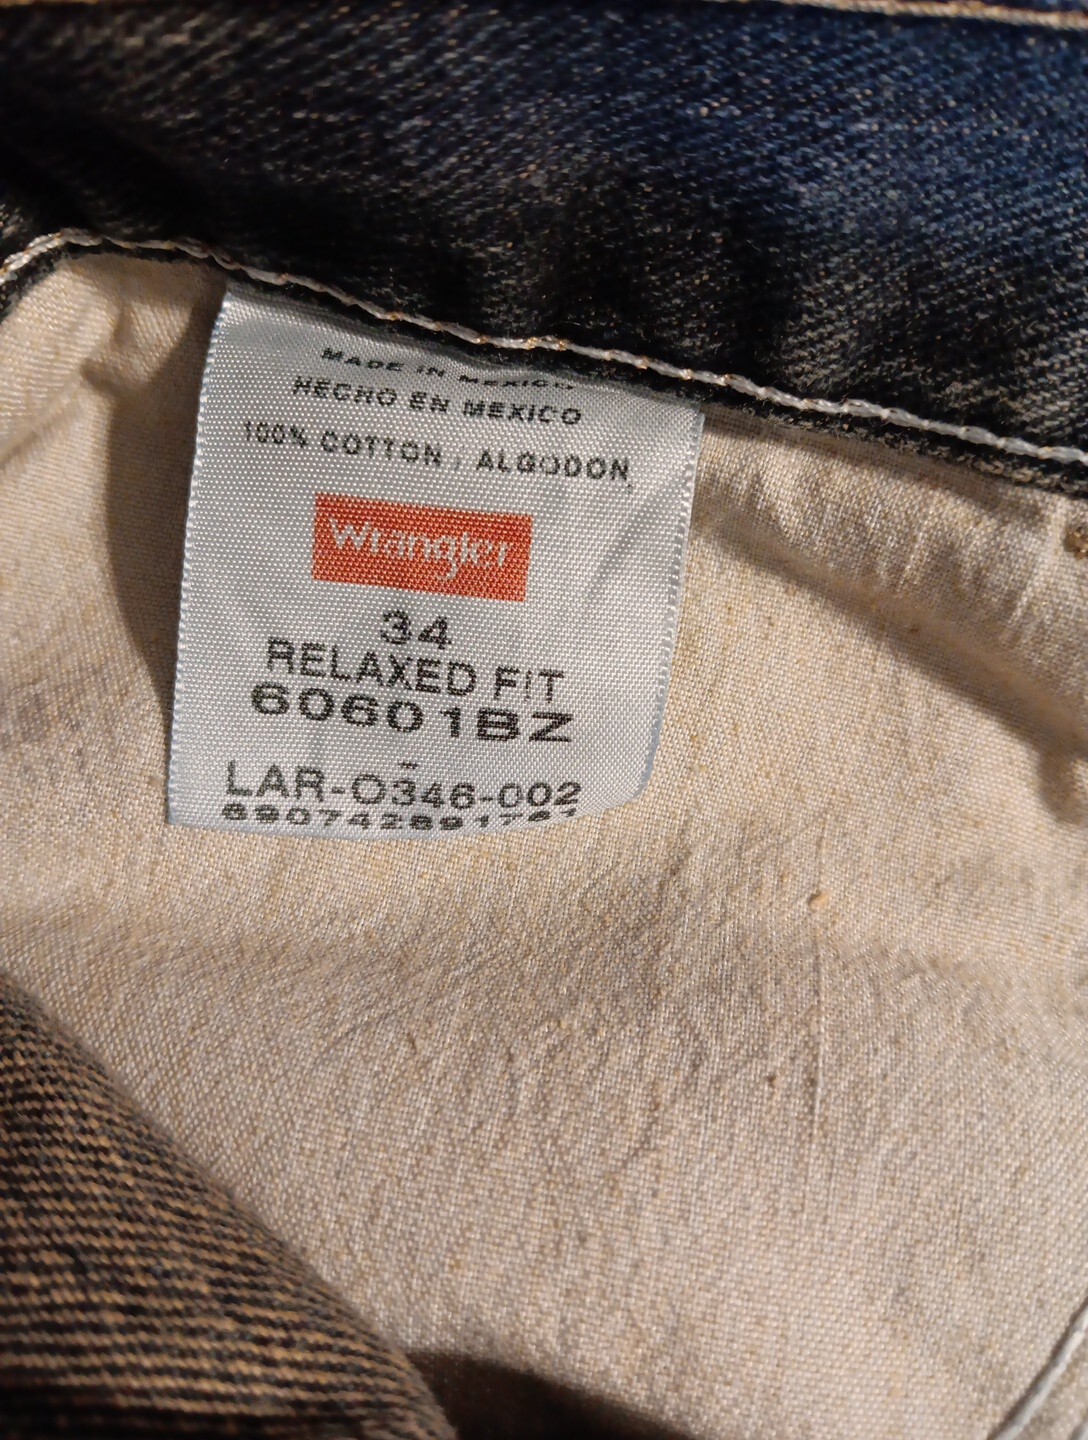 MADE IN MEXICO
HECHO EN MEXICO
100% COTTON / ALGODON
Wrangler
34
RELAXED FIT
60601BZ
LAR-0346-002